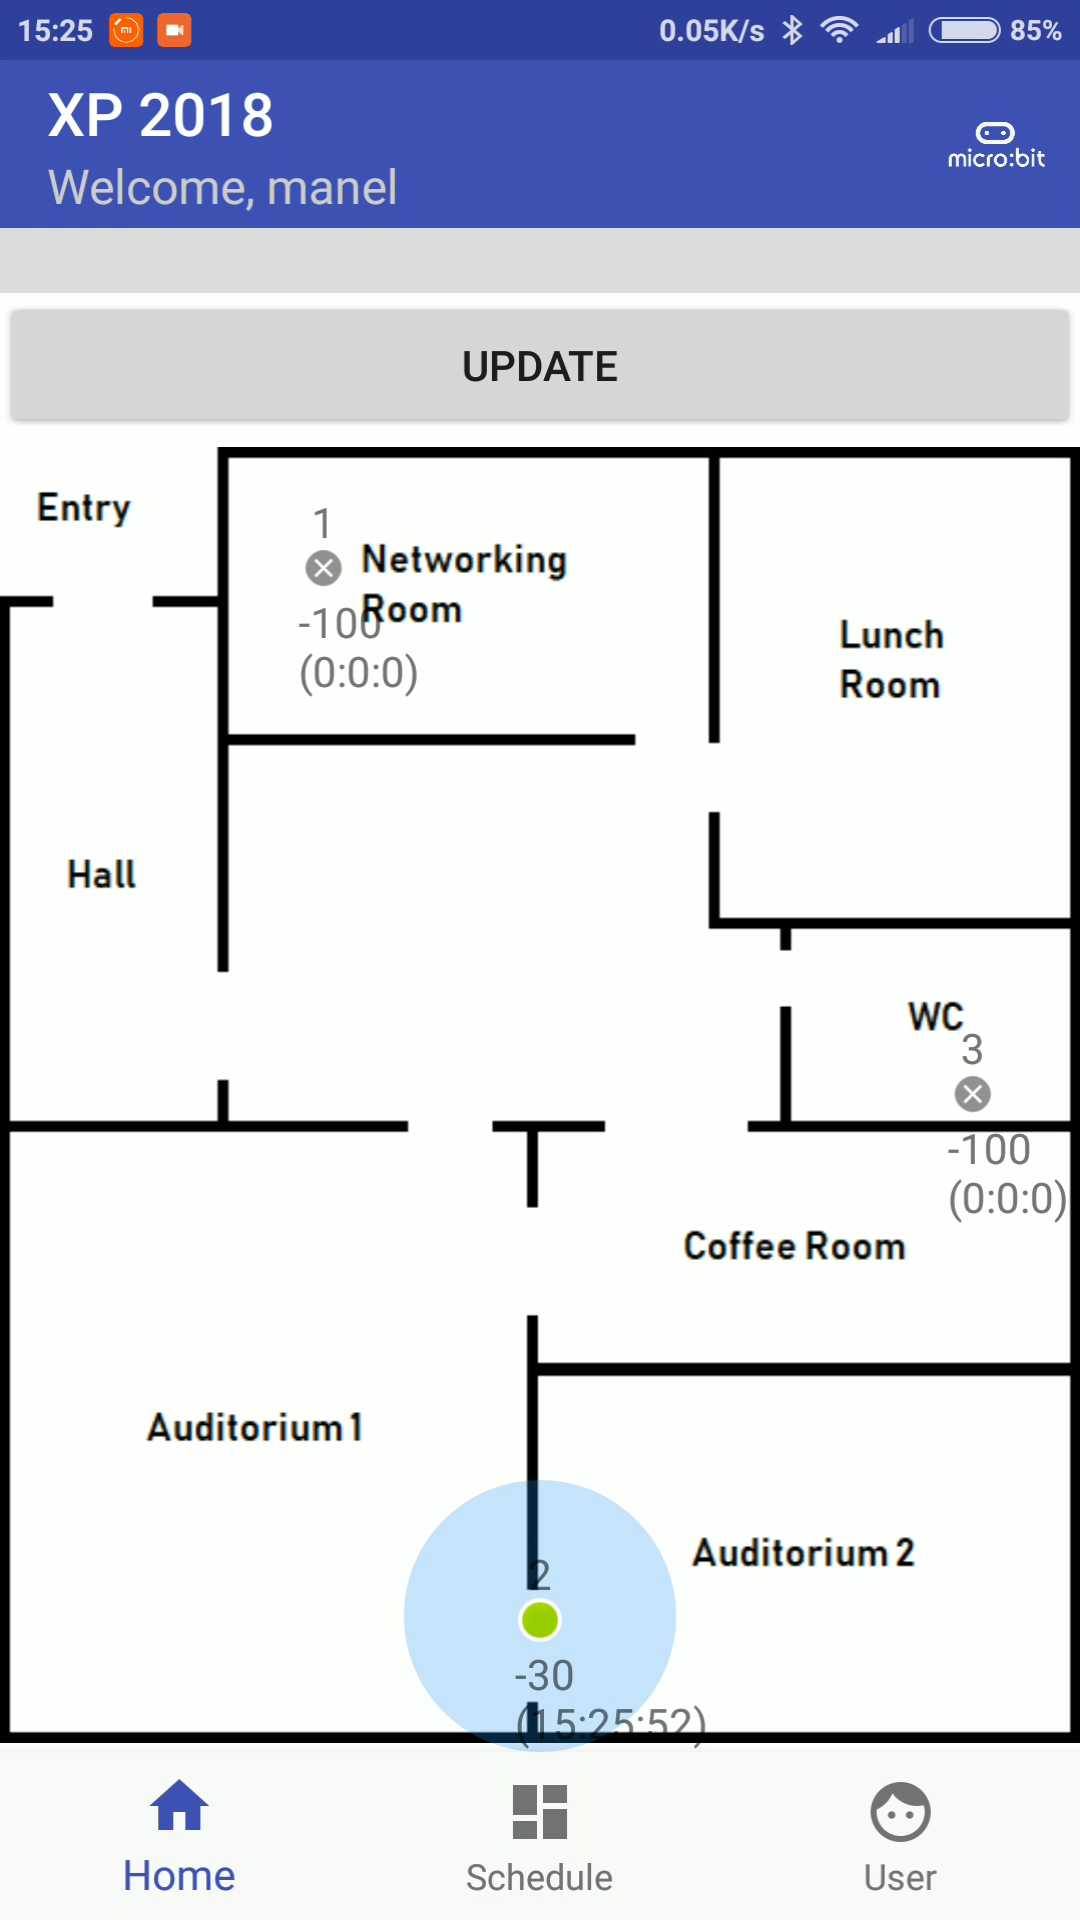 15:25
0.05K/s
85%
XP 2018
micro:bit
Welcome, manel
UPDATE
Entry
1
Networking
Room
-100
(0:0:0)
Lunch
Room
Hall
WC
3
-100
(0:0:0)
Coffee Room
Auditorium 1
Auditorium 2
2
-30
(15:25:52)
Home
Schedule
User